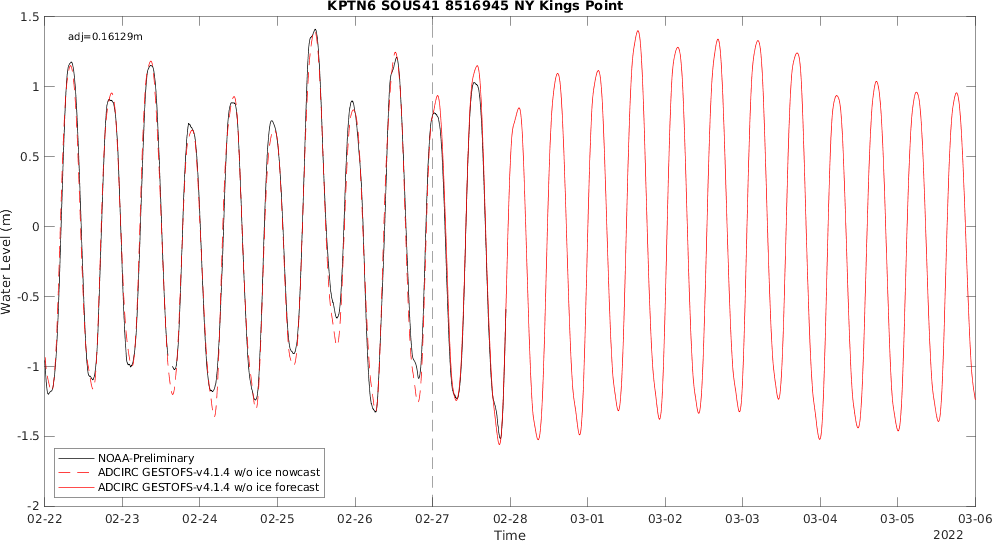 KPTN6 SOUS41 8516945 NY Kings Point
adj=0.16129m
1.5
1
0.5
0
-0.5
-1
-1.5
-2
Water Level (m)
NOAA-Preliminary
ADCIRC GESTOFS-v4.1.4 w/o ice nowcast
ADCIRC GESTOFS-v4.1.4 w/o ice forecast
02-22 02-23 02-24 02-25 02-26 02-27 02-28 03-01 03-02 03-03 03-04 03-05 03-06
Time
2022